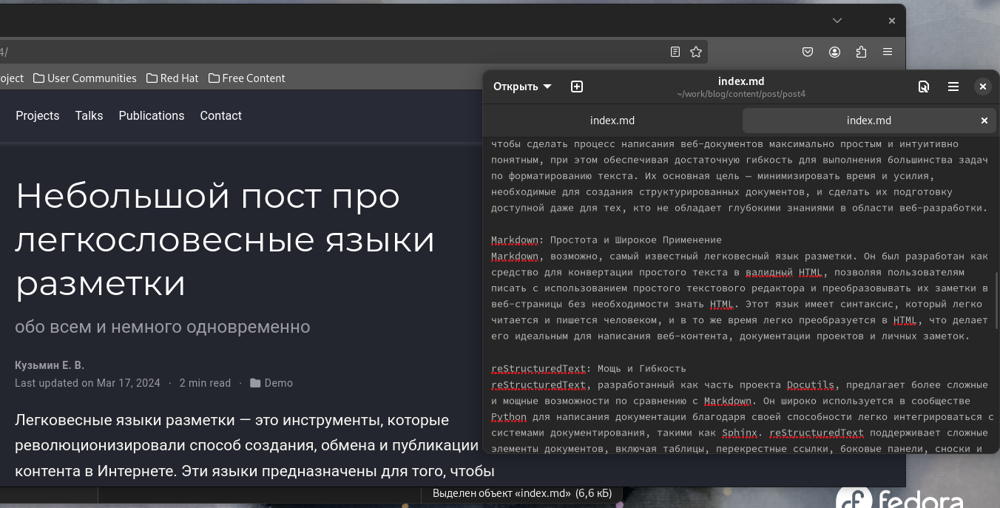 4/
oject User Communities Red Hat Free Content
Projects Talks Publications Contact
Небольшой пост про
легкословесные языки
разметки
обо всем и немного одновременно
Кузьмин Е. В.
Last updated on Mar 17, 2024 · 2 min read · Demo
Легковесные языки разметки — это инструменты, которые
революционизировали способ создания, обмена и публикации
контента в Интернете. Эти языки предназначены для того, чтобы
Открыть
index.md
~/work/blog/content/post/post4
index.md
index.md
чтобы сделать процесс написания веб-документов максимально простым и интуитивно
понятным, при этом обеспечивая достаточную гибкость для выполнения большинства задач
по форматированию текста. Их основная цель — минимизировать время и усилия,
необходимые для создания структурированных документов, и сделать их подготовку
доступной даже для тех, кто не обладает глубокими знаниями в области веб-разработки.
Markdown: Простота и Широкое Применение
Markdown, возможно, самый известный легковесный язык разметки. Он был разработан как
средство для конвертации простого текста в валидный HTML, позволяя пользователям
писать с использованием простого текстового редактора и преобразовывать их заметки в
веб-страницы без необходимости знать HTML. Этот язык имеет синтаксис, который легко
читается и пишется человеком, и в то же время легко преобразуется в HTML, что делает
его идеальным для написания веб-контента, документации проектов и личных заметок.
reStructuredText: Мощь и Гибкость
reStructuredText, разработанный как часть проекта Docutils, предлагает более сложные
и мощные возможности по сравнению с Markdown. Он широко используется в сообществе
Python для написания документации благодаря своей способности легко интегрироваться с
системами документирования, такими как Sphinx. reStructuredText поддерживает сложные
элементы документов, включая таблицы, перекрестные ссылки, боковые панели, сноски и
Выделен объект «index.md» (6,6 кБ)
fedora